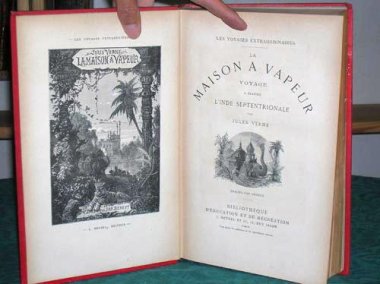 LES VOYAGES EXTRAORDINAIRES
JULES VERNE
LA MAISON À VAPEUR
J. HETZEL, ÉDITEUR
LES VOYAGES EXTRAORDINAIRES
LA
MAISON À VAPEUR
VOYAGE
A TRAVERS
L'INDE SEPTENTRIONALE
PAR
JULES VERNE
BIBLIOTHÈQUE
D'ÉDUCATION ET DE RÉCRÉATION
J. HETZEL ET Cie, 18, RUE JACOB
PARIS